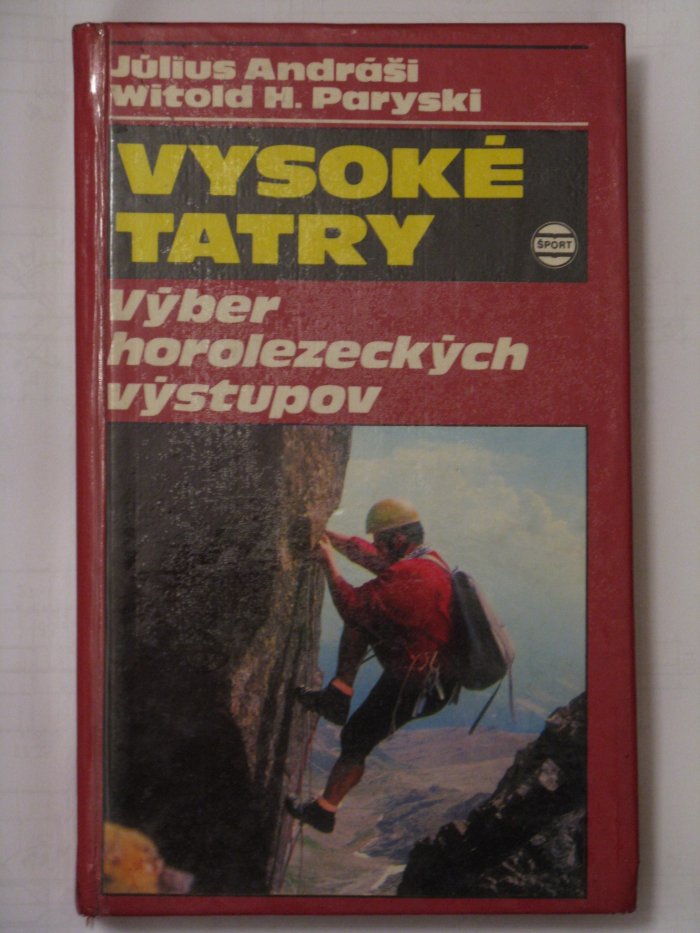 Július Andráši
Witold H. Paryski
VYSOKÉ
TATRY
ŠPORT
Výber
horolezeckých
výstupov